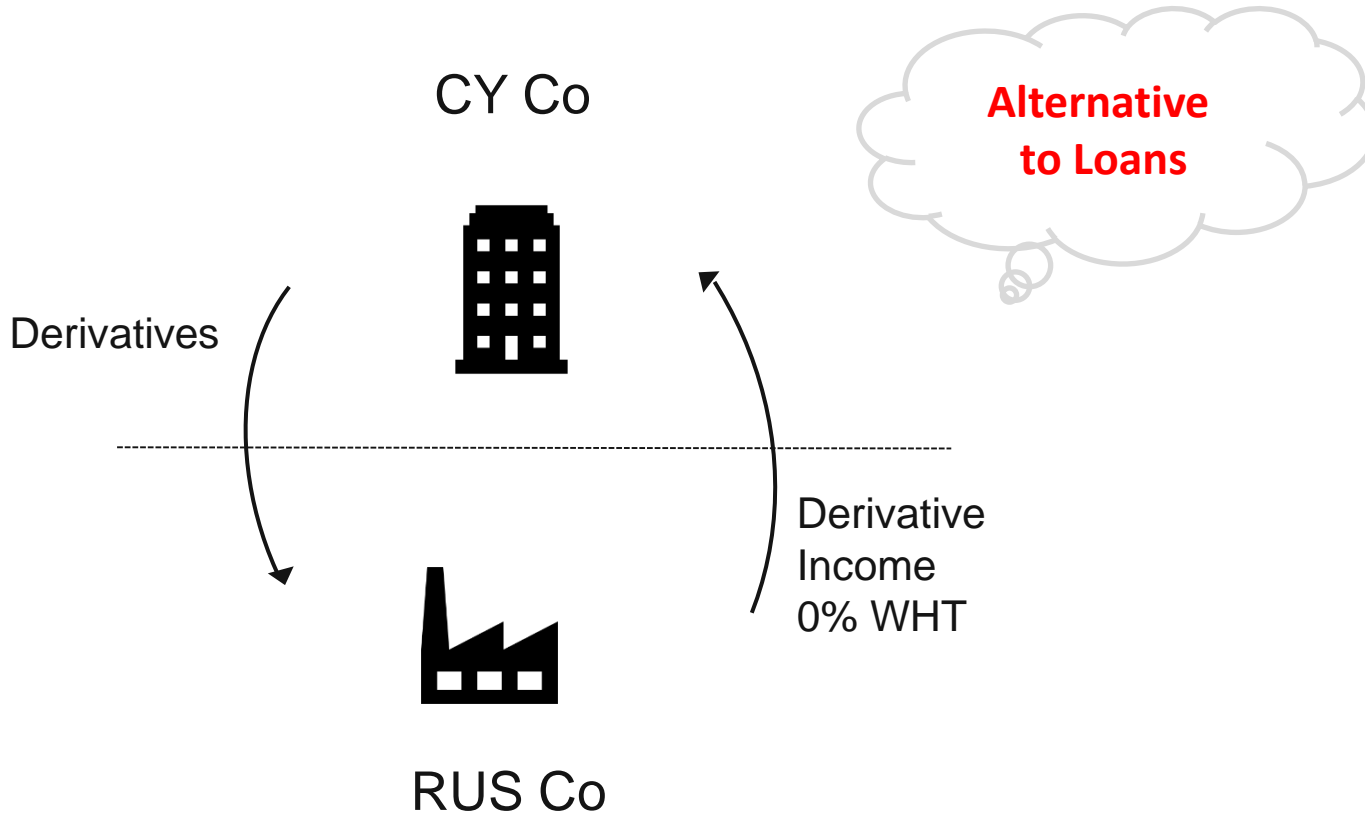 CY Co
Alternative
to Loans
Derivatives
Derivative
Income
0% WHT
RUS Co